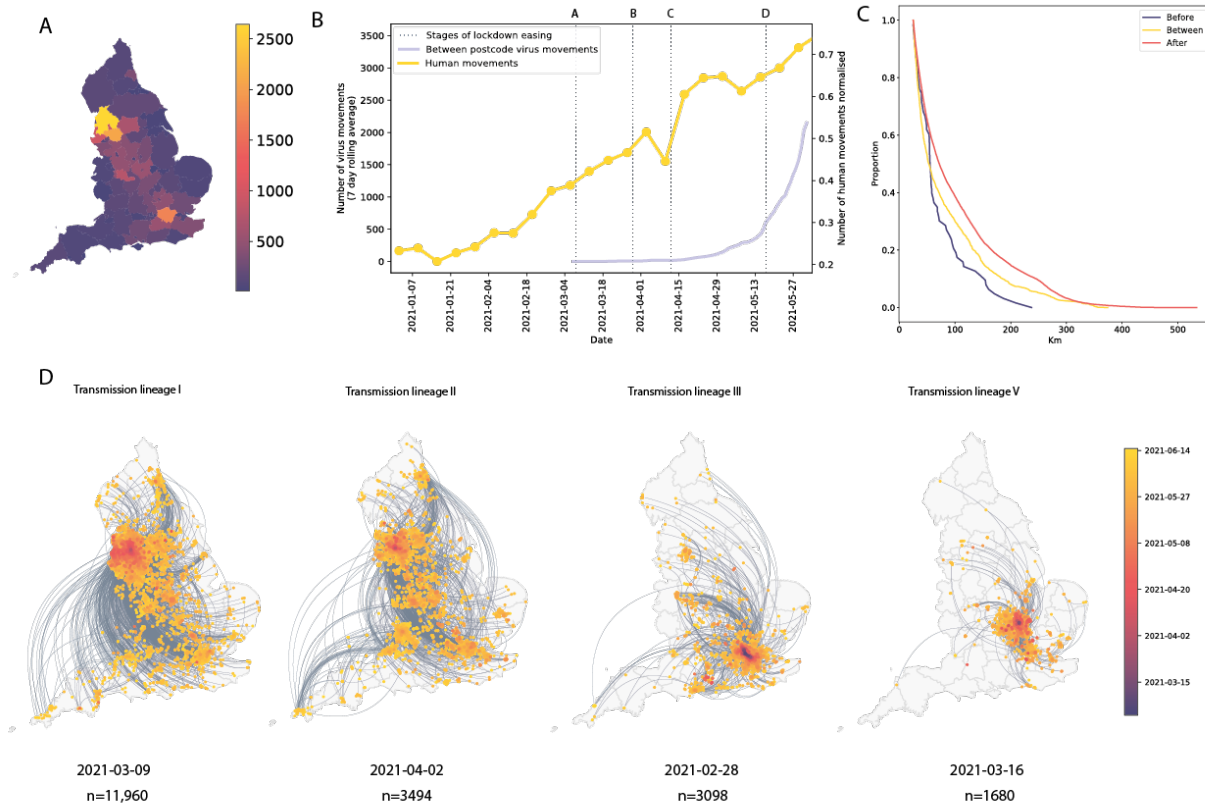 A
2500
2000
1500
1000
500
B
A
B
C
D
Stages of lockdown easing
Between postcode virus movements
Human movements
Number of virus movements
(7 day rolling average)
3500
3000
2500
2000
1500
1000
500
0
0.7
0.6
0.5
0.4
0.3
0.2
Number of human movements normalised
2021-01-07
2021-01-21
2021-02-04
2021-02-18
2021-03-04
2021-03-18
2021-04-01
2021-04-15
2021-04-29
2021-05-13
2021-05-27
Date
C
Before
Between
After
Proportion
1.0
0.8
0.6
0.4
0.2
0.0
0
100
200
300
400
500
Km
D
Transmission lineage I
Transmission lineage II
Transmission lineage III
Transmission lineage V
2021-06-14
2021-05-27
2021-05-08
2021-04-20
2021-04-02
2021-03-15
2021-03-09
2021-04-02
2021-02-28
2021-03-16
n=11,960
n=3494
n=3098
n=1680